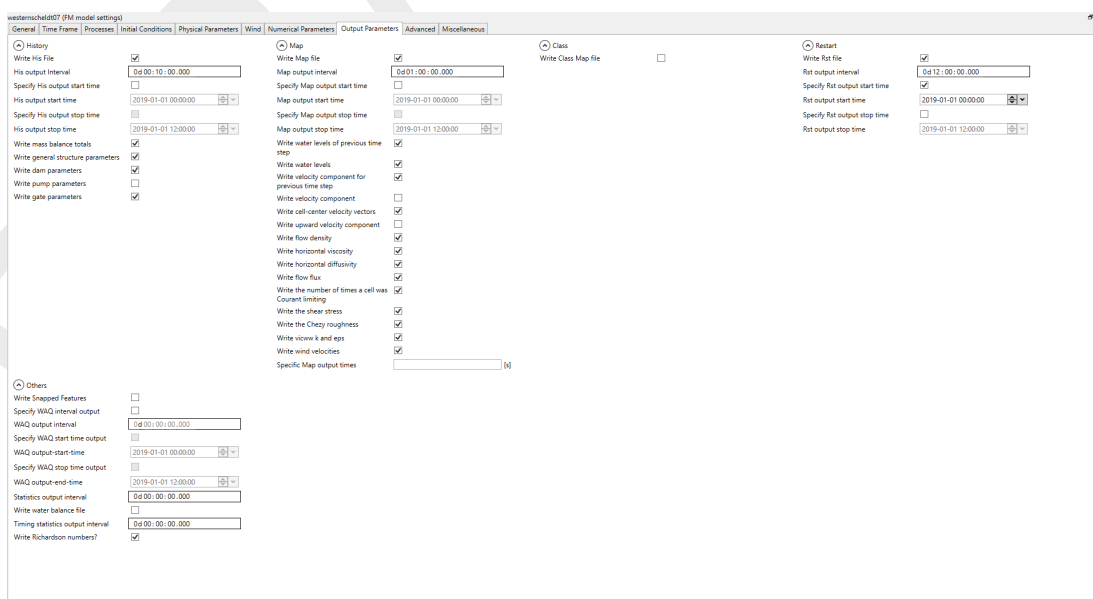 westernscheldt07 (FM model settings)
General Time Frame Processes Initial Conditions Physical Parameters Wind Numerical Parameters Output Parameters Advanced Miscellaneous
History
Write His File
His output Interval 0d 00:10:00.000
Specify His output start time
His output start time 2019-01-01 00:00:00
Specify His output stop time
His output stop time 2019-01-01 12:00:00
Write mass balance totals
Write general structure parameters
Write dam parameters
Write pump parameters
Write gate parameters
Map
Write Map file
Map output interval 0d 01:00:00.000
Specify Map output start time
Map output start time 2019-01-01 00:00:00
Specify Map output stop time
Map output stop time 2019-01-01 12:00:00
Write water levels of previous time
step
Write water levels
Write velocity component for
previous time step
Write velocity component
Write cell-center velocity vectors
Write upward velocity component
Write flow density
Write horizontal viscosity
Write horizontal diffusivity
Write flow flux
Write the number of times a cell was
Courant limiting
Write the shear stress
Write the Chezy roughness
Write vicww k and eps
Write wind velocities
Specific Map output times [s]
Class
Write Class Map file
Restart
Write Rst file
Rst output interval 0d 12:00:00.000
Specify Rst output start time
Rst output start time 2019-01-01 00:00:00
Specify Rst output stop time
Rst output stop time 2019-01-01 12:00:00
Others
Write Snapped Features
Specify WAQ interval output
WAQ output interval 0d 00:00:00.000
Specify WAQ start time output
WAQ output-start-time 2019-01-01 00:00:00
Specify WAQ stop time output
WAQ output-end-time 2019-01-01 12:00:00
Statistics output interval 0d 00:00:00.000
Write water balance file
Timing statistics output interval 0d 00:00:00.000
Write Richardson numbers?